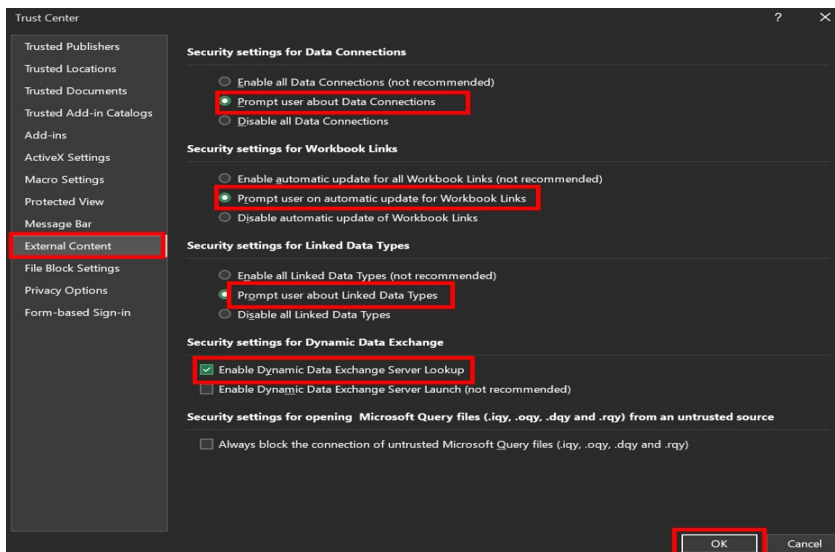 Trust Center
?
Trusted Publishers
Trusted Locations
Trusted Documents
Trusted Add-in Catalogs
Add-ins
ActiveX Settings
Macro Settings
Protected View
Message Bar
External Content
File Block Settings
Privacy Options
Form-based Sign-in
Security settings for Data Connections
Enable all Data Connections (not recommended)
Prompt user about Data Connections
Disable all Data Connections
Security settings for Workbook Links
Enable automatic update for all Workbook Links (not recommended)
Prompt user on automatic update for Workbook Links
Disable automatic update of Workbook Links
Security settings for Linked Data Types
Enable all Linked Data Types (not recommended)
Prompt user about Linked Data Types
Disable all Linked Data Types
Security settings for Dynamic Data Exchange
Enable Dynamic Data Exchange Server Lookup
Enable Dynamic Data Exchange Server Launch (not recommended)
Security settings for opening Microsoft Query files (.iqy, .oqy, .dqy and .rqy) from an untrusted source
Always block the connection of untrusted Microsoft Query files (.iqy, .oqy, .dqy and .rqy)
OK
Cancel